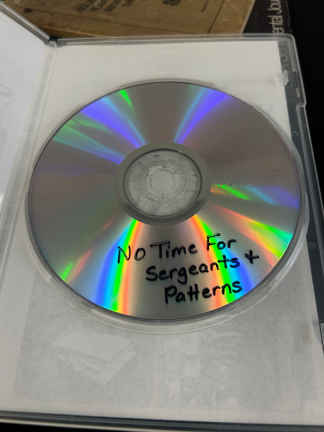 No Time For
Sergeants +
Patterns